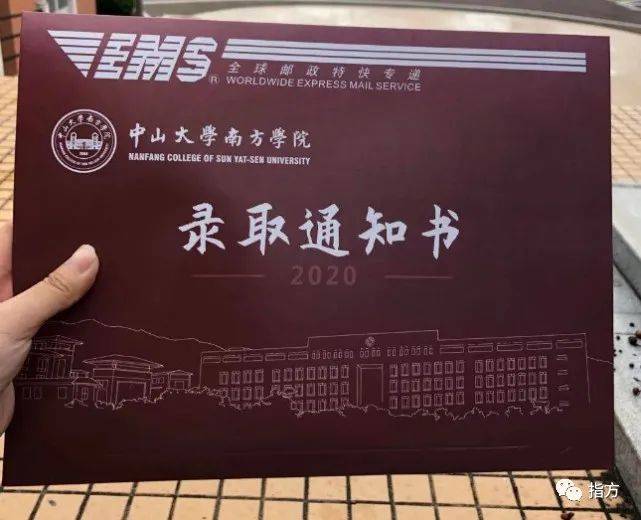 EMS®
全球邮政特快专递
WORLDWIDE EXPRESS MAIL SERVICE
中山大學南方學院
NANFANG COLLEGE OF SUN YAT-SEN UNIVERSITY
录取通知书
2020
指方